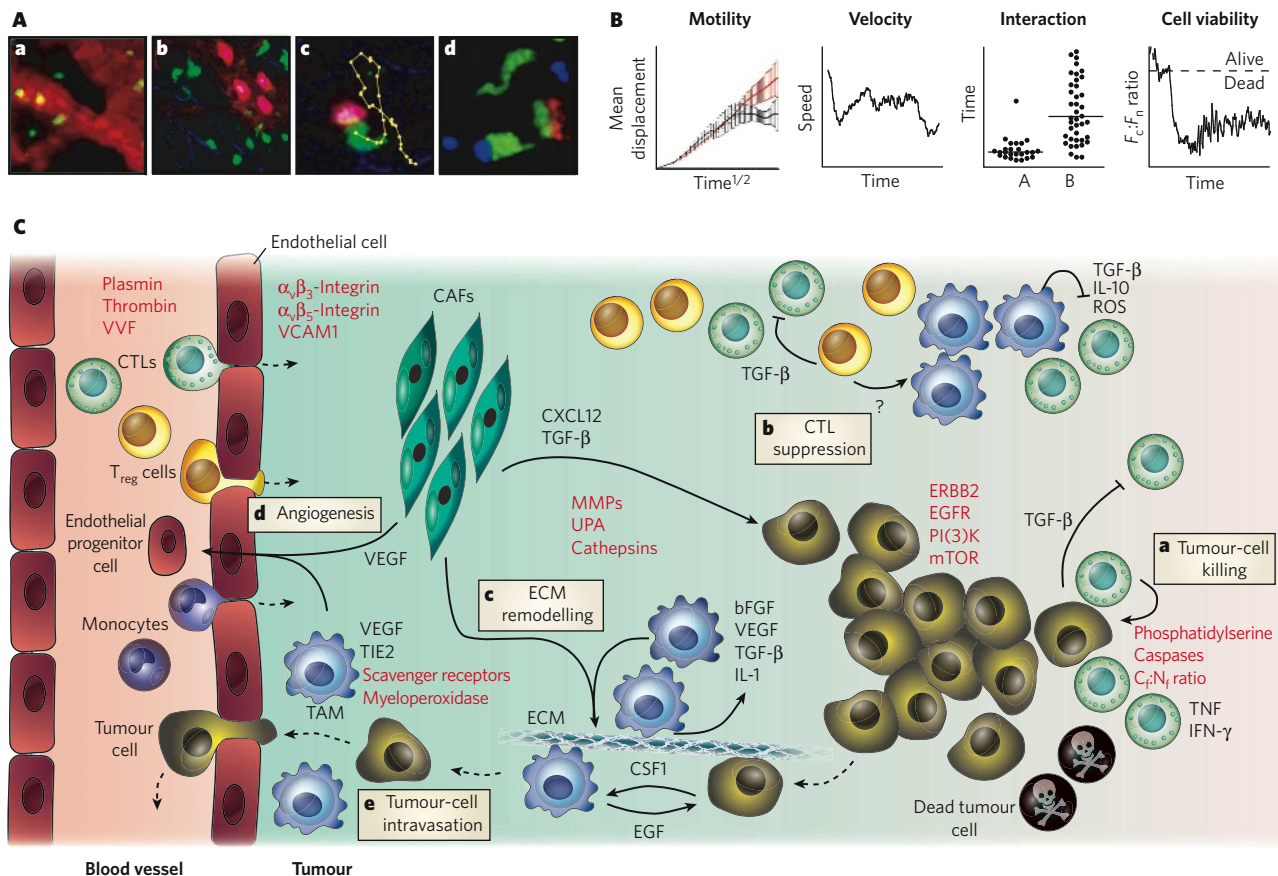 A
a
b
c
d
B
Motility
Mean
displacement
Time1/2
Velocity
Speed
Time
Interaction
Time
A
B
Cell viability
Fc:Fn ratio
Alive
Dead
Time
C
Endothelial cell
Plasmin
Thrombin
VVF
αvβ3-Integrin
αvβ5-Integrin
VCAM1
CTLs
Treg cells
CAFs
TGF-β
TGF-β
IL-10
ROS
?
b CTL
suppression
CXCL12
TGF-β
d Angiogenesis
Endothelial
progenitor
cell
VEGF
MMPs
UPA
Cathepsins
ERBB2
EGFR
PI(3)K
mTOR
TGF-β
a Tumour-cell
killing
c ECM
remodelling
Monocytes
VEGF
TIE2
Scavenger receptors
Myeloperoxidase
TAM
bFGF
VEGF
TGF-β
IL-1
Phosphatidylserine
Caspases
Cf:Nf ratio
TNF
IFN-γ
Tumour
cell
ECM
CSF1
EGF
e Tumour-cell
intravasation
Dead tumour
cell
Blood vessel
Tumour